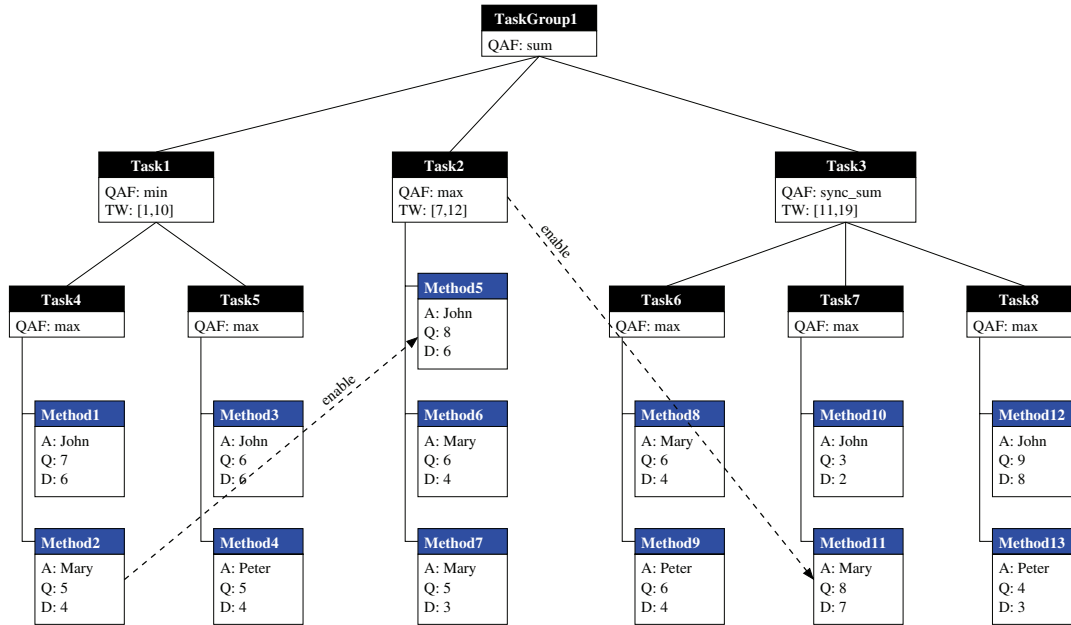 TaskGroup1
QAF: sum
Task1
QAF: min
TW: [1,10]
Task2
QAF: max
TW: [7,12]
Task3
QAF: sync_sum
TW: [11,19]
enable
enable
Task4
QAF: max
Task5
QAF: max
Method5
A: John
Q: 8
D: 6
Task6
QAF: max
Task7
QAF: max
Task8
QAF: max
Method1
A: John
Q: 7
D: 6
Method3
A: John
Q: 6
D: 6
Method6
A: Mary
Q: 6
D: 4
Method8
A: Mary
Q: 6
D: 4
Method10
A: John
Q: 3
D: 2
Method12
A: John
Q: 9
D: 8
Method2
A: Mary
Q: 5
D: 4
Method4
A: Peter
Q: 5
D: 4
Method7
A: Mary
Q: 5
D: 3
Method9
A: Peter
Q: 6
D: 4
Method11
A: Mary
Q: 8
D: 7
Method13
A: Peter
Q: 4
D: 3